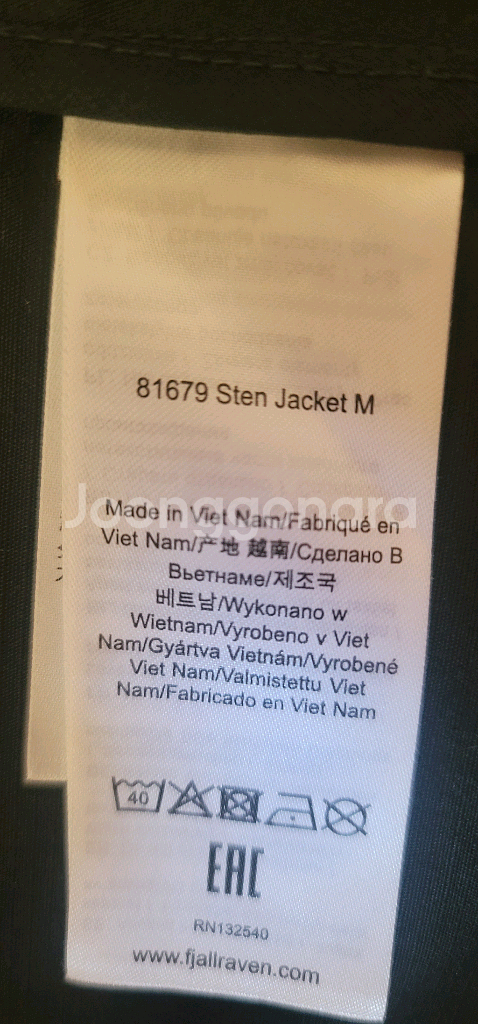 81679 Sten Jacket M
Joonggonara
Made in Viet Nam/Fabriqué en
Viet Nam/产地 越南/Сделано В
Вьетнаме/제조국
베트남/Wykonano w
Wietnam/Vyrobeno v Viet
Nam/Gyártva Vietnám/Vyrobené
Viet Nam/Valmistettu Viet
Nam/Fabricado en Viet Nam
40
EAC
RN132540
www.fjallraven.com